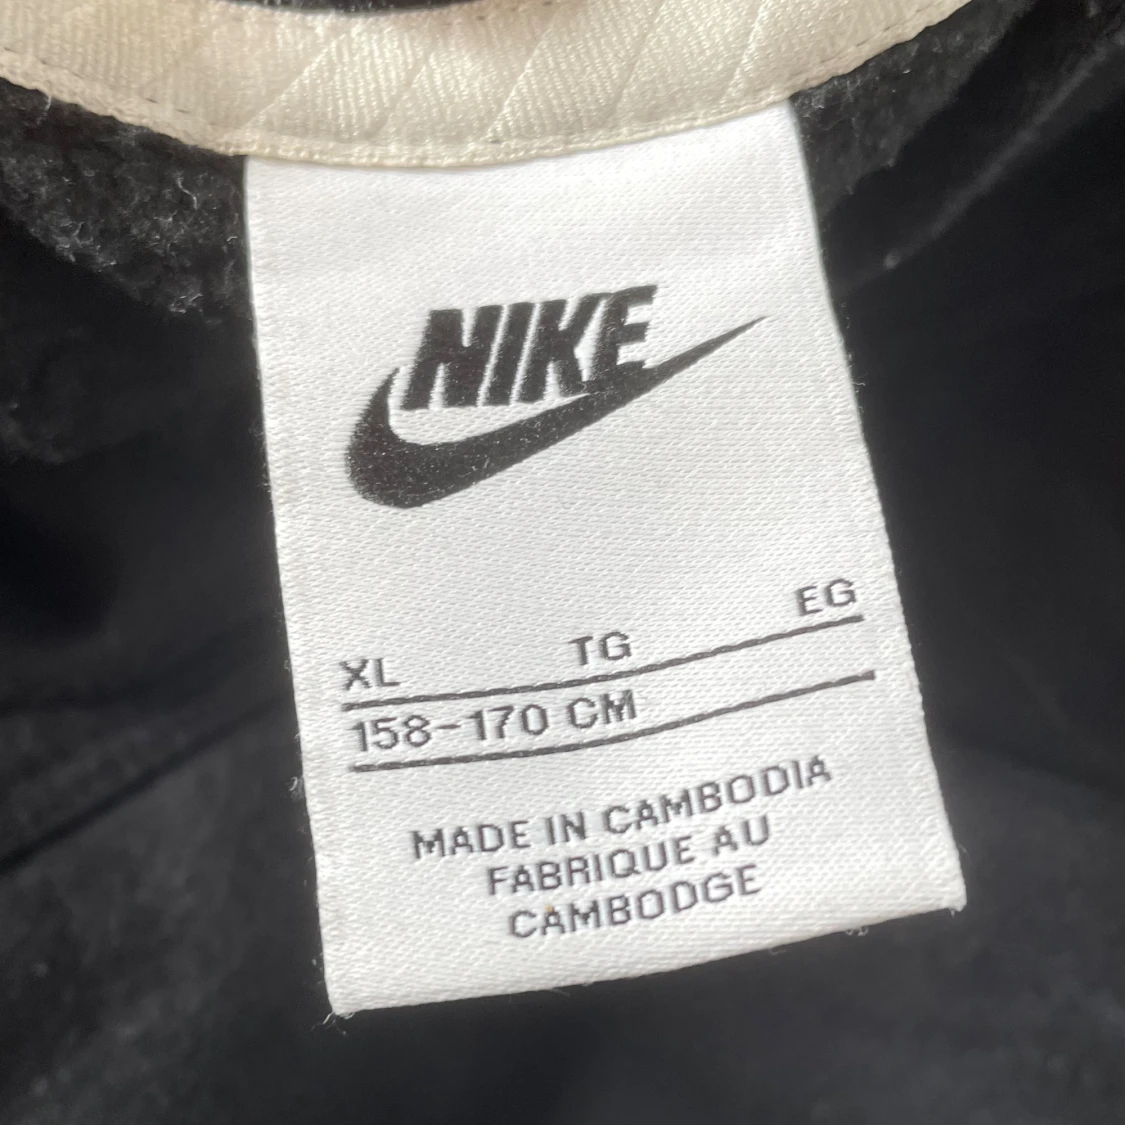 NIKE
XL TG EG
158-170 CM
MADE IN CAMBODIA
FABRIQUE AU
CAMBODGE